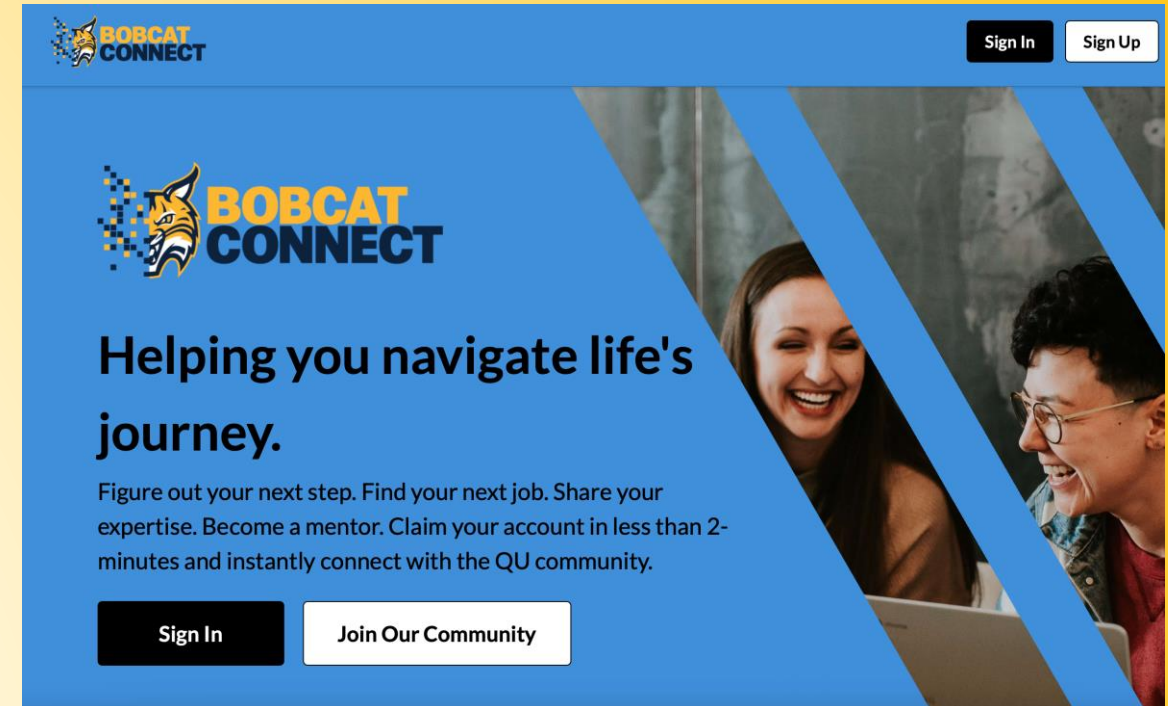 BOBCAT
CONNECT
Sign In
Sign Up
BOBCAT
CONNECT
Helping you navigate life's
journey.
Figure out your next step. Find your next job. Share your
expertise. Become a mentor. Claim your account in less than 2-
minutes and instantly connect with the QU community.
Sign In
Join Our Community